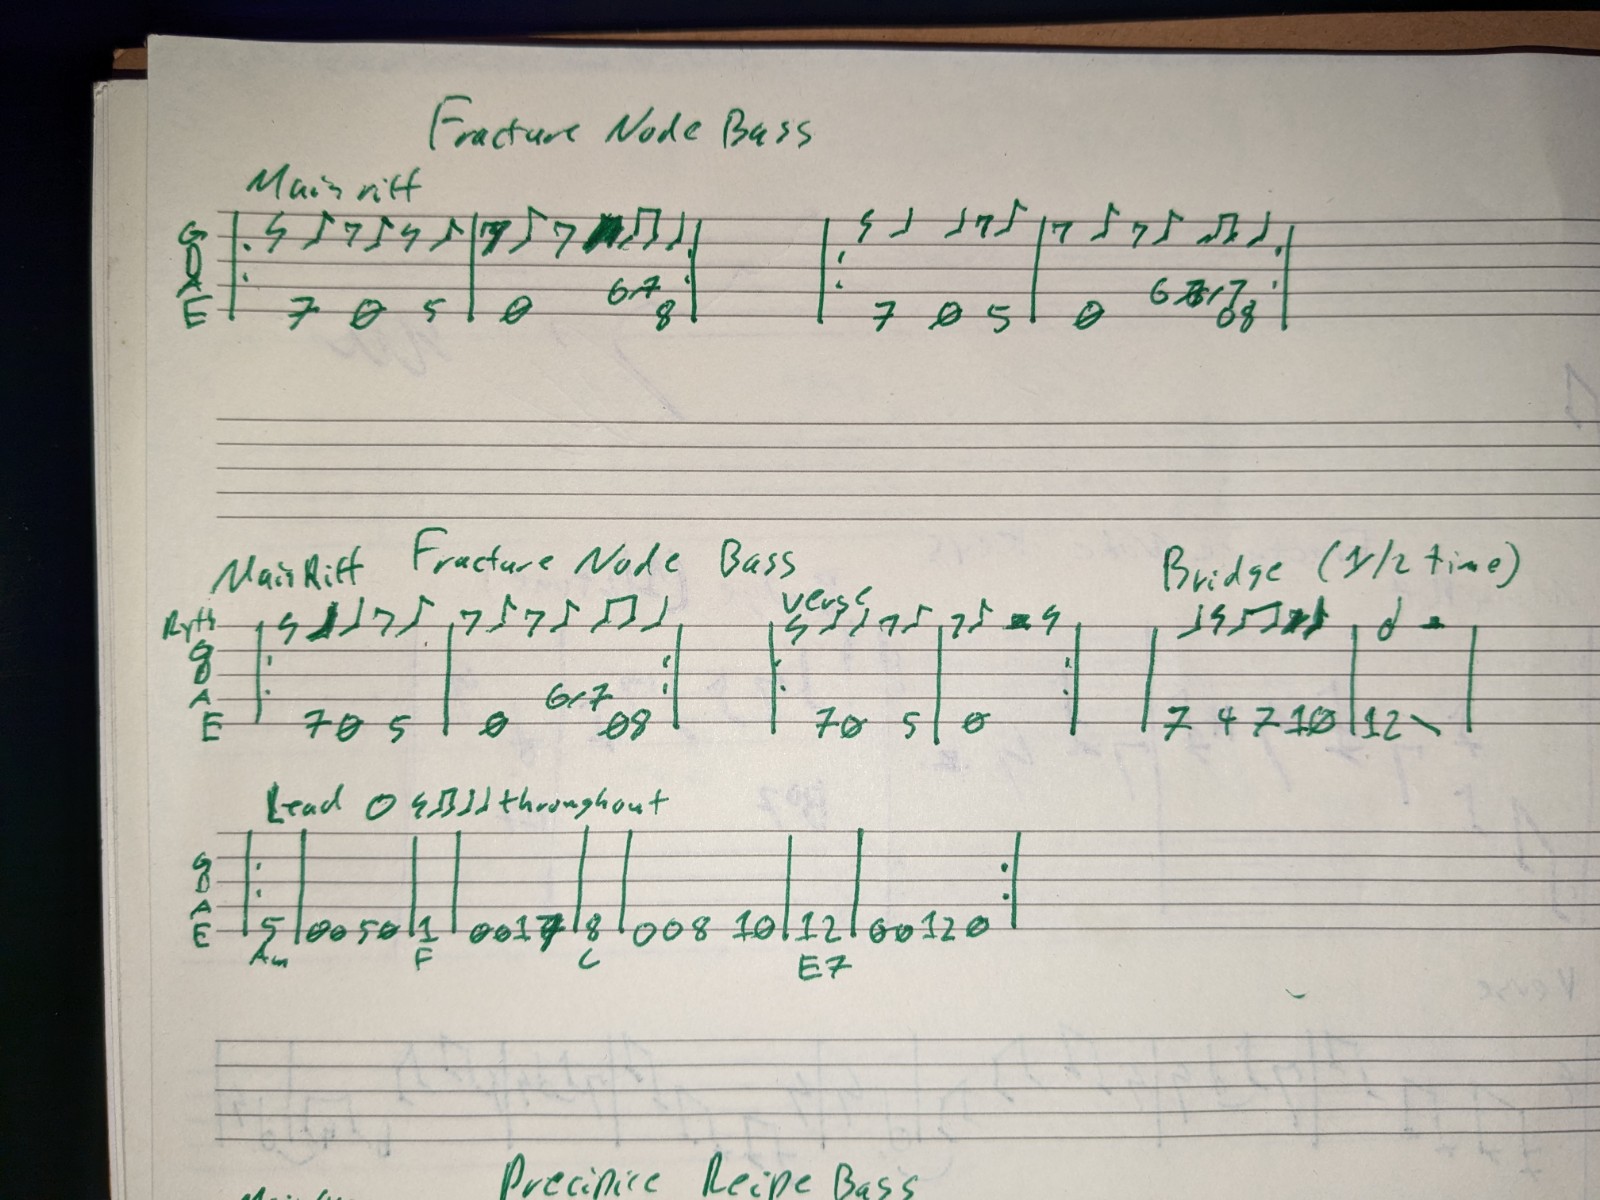 Fracture Node Bass
Main riff
G
D
A
E
7 0 5 0 6 7 8
7 0 5 0 6 7 0 8
Main Riff Fracture Node Bass
Verse
Bridge (1/2 time)
Ryth
G
D
A
E
7 0 5 0 6 7 0 8
7 0 5 0
7 4 7 10 12 \
Lead 0 throughout
G
D
A
E
5 0 0 5 0 1 0 0 1 7 8 0 0 8 10 12 0 0 12 0
Am F C E7
Precipice Recipe Bass